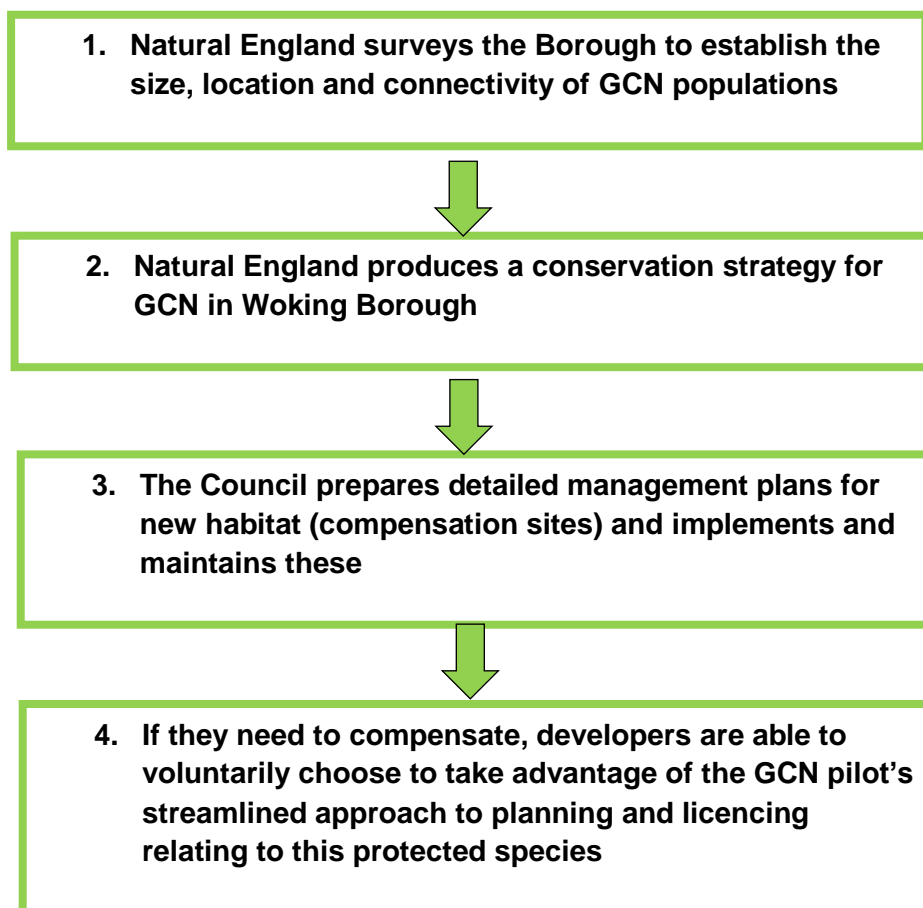 1. Natural England surveys the Borough to establish the
size, location and connectivity of GCN populations
2. Natural England produces a conservation strategy for
GCN in Woking Borough
3. The Council prepares detailed management plans for
new habitat (compensation sites) and implements and
maintains these
4. If they need to compensate, developers are able to
voluntarily choose to take advantage of the GCN pilot’s
streamlined approach to planning and licencing
relating to this protected species